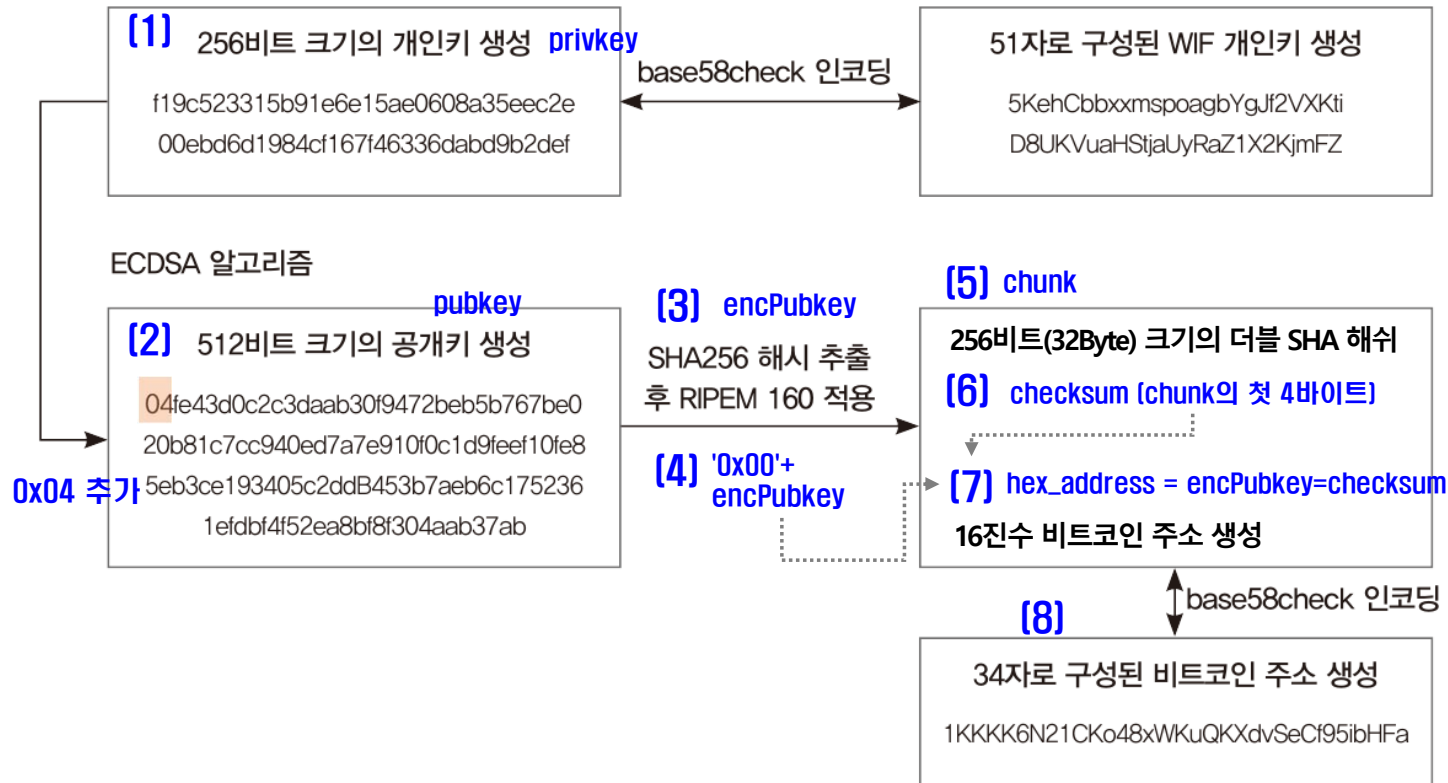 (1) 256비트 크기의 개인키 생성 privkey
f19c523315b91e6e15ae0608a35eec2e
00ebd6d1984cf167f46336dabd9b2def
base58check 인코딩
51자로 구성된 WIF 개인키 생성
5KehCbbxxmspoagbYgJf2VXKti
D8UKVuaHStjaUyRaZ1X2KjmFZ
ECDSA 알고리즘
pubkey
(2) 512비트 크기의 공개키 생성
04fe43d0c2c3daab30f9472beb5b767be0
20b81c7cc940ed7a7e910f0c1d9feef10fe8
5eb3ce193405c2ddB453b7aeb6c175236
1efdbf4f52ea8bf8f304aab37ab
0x04 추가
(3) encPubkey
SHA256 해시 추출
후 RIPEM 160 적용
(4) '0x00'+
encPubkey
(5) chunk
256비트(32Byte) 크기의 더블 SHA 해쉬
(6) checksum (chunk의 첫 4바이트)
(7) hex_address = encPubkey=checksum
16진수 비트코인 주소 생성
base58check 인코딩
(8)
34자로 구성된 비트코인 주소 생성
1KKKK6N21CKo48xWKuQKXdvSeCf95ibHFa